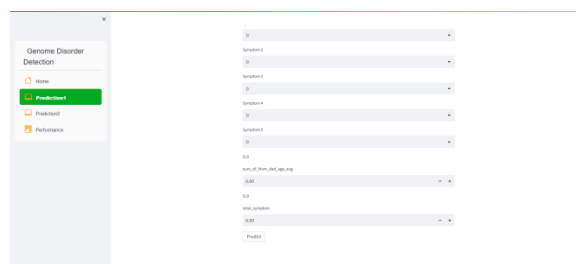 ×
Genome Disorder
Detection
Home
Prediction1
Prediction2
Performance
0
Symptom 2
0
Symptom 3
0
Symptom 4
0
Symptom 5
0
0.0
sum_of_mom_dad_age_avg
0.00
- +
0.0
total_symptom
0.00
- +
Predict